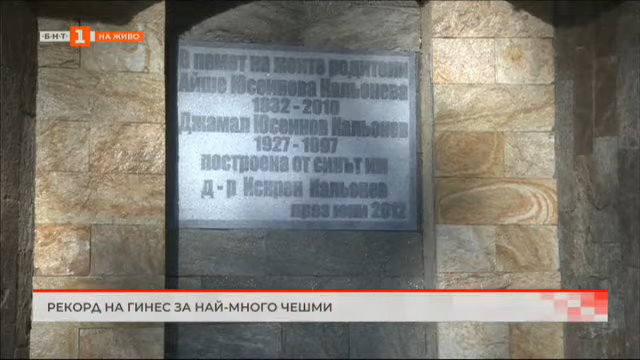 БНТ 1 НА ЖИВО
В памет на моите родители
Айше Юсеинова Кальонева
1932 - 2010
Джамал Юсеинов Кальонев
1927 - 1997
построена от синът им
д-р Искрен Кальонев
през юни 2012
РЕКОРД НА ГИНЕС ЗА НАЙ-МНОГО ЧЕШМИ